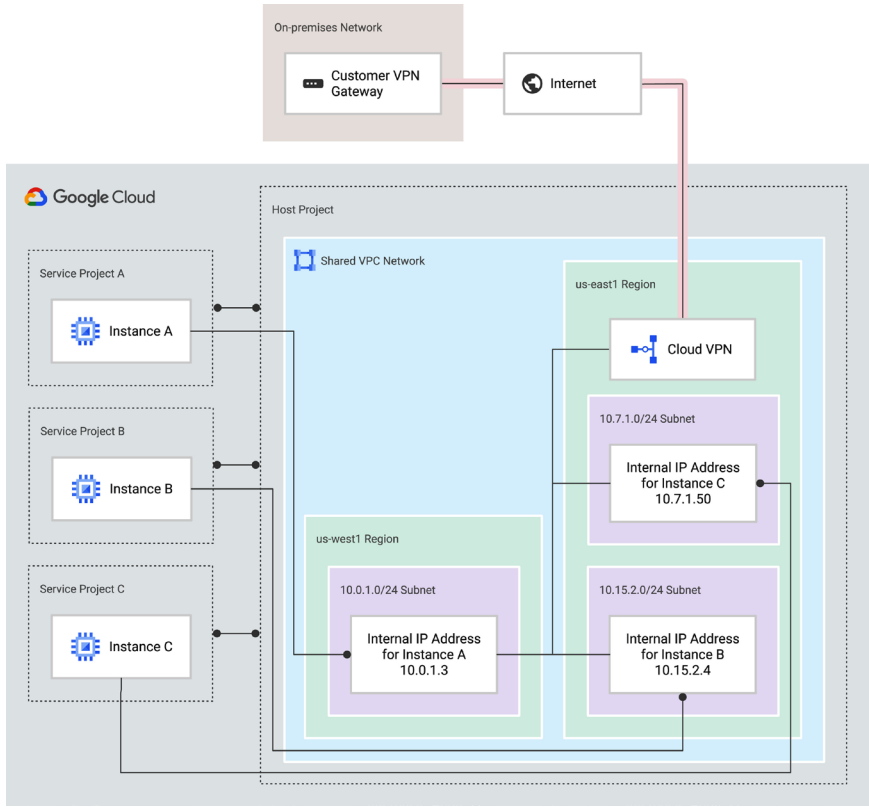 On-premises Network
Customer VPN
Gateway
Internet
Google Cloud
Host Project
Shared VPC Network
Service Project A
Instance A
us-east1 Region
Cloud VPN
10.7.1.0/24 Subnet
Internal IP Address
for Instance C
10.7.1.50
Service Project B
Instance B
us-west1 Region
10.0.1.0/24 Subnet
Internal IP Address
for Instance A
10.0.1.3
10.15.2.0/24 Subnet
Internal IP Address
for Instance B
10.15.2.4
Service Project C
Instance C